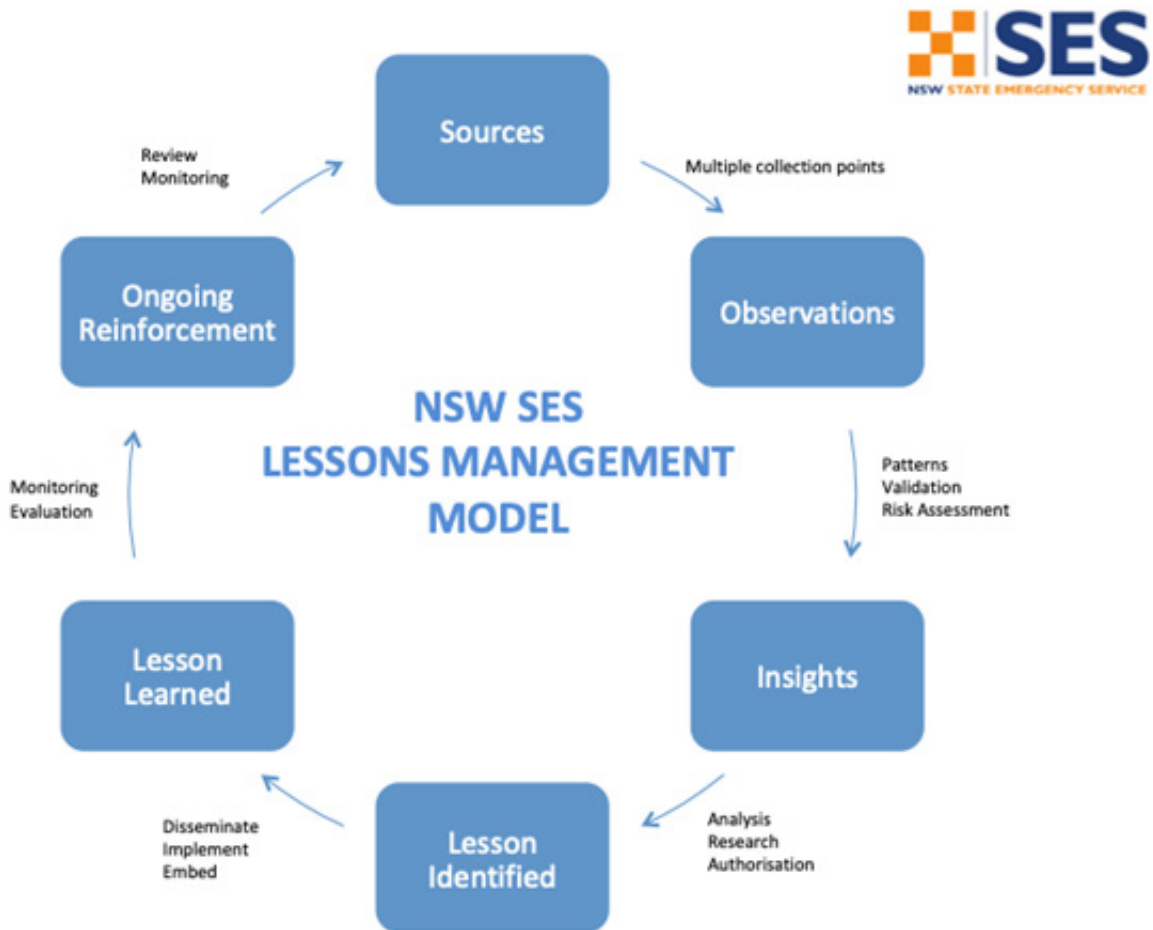 SES
NSW STATE EMERGENCY SERVICE
Sources
Multiple collection points
Observations
Patterns
Validation
Risk Assessment
Insights
Analysis
Research
Authorisation
Lesson
Identified
Disseminate
Implement
Embed
Lesson
Learned
Monitoring
Evaluation
Ongoing
Reinforcement
Review
Monitoring
NSW SES
LESSONS MANAGEMENT
MODEL